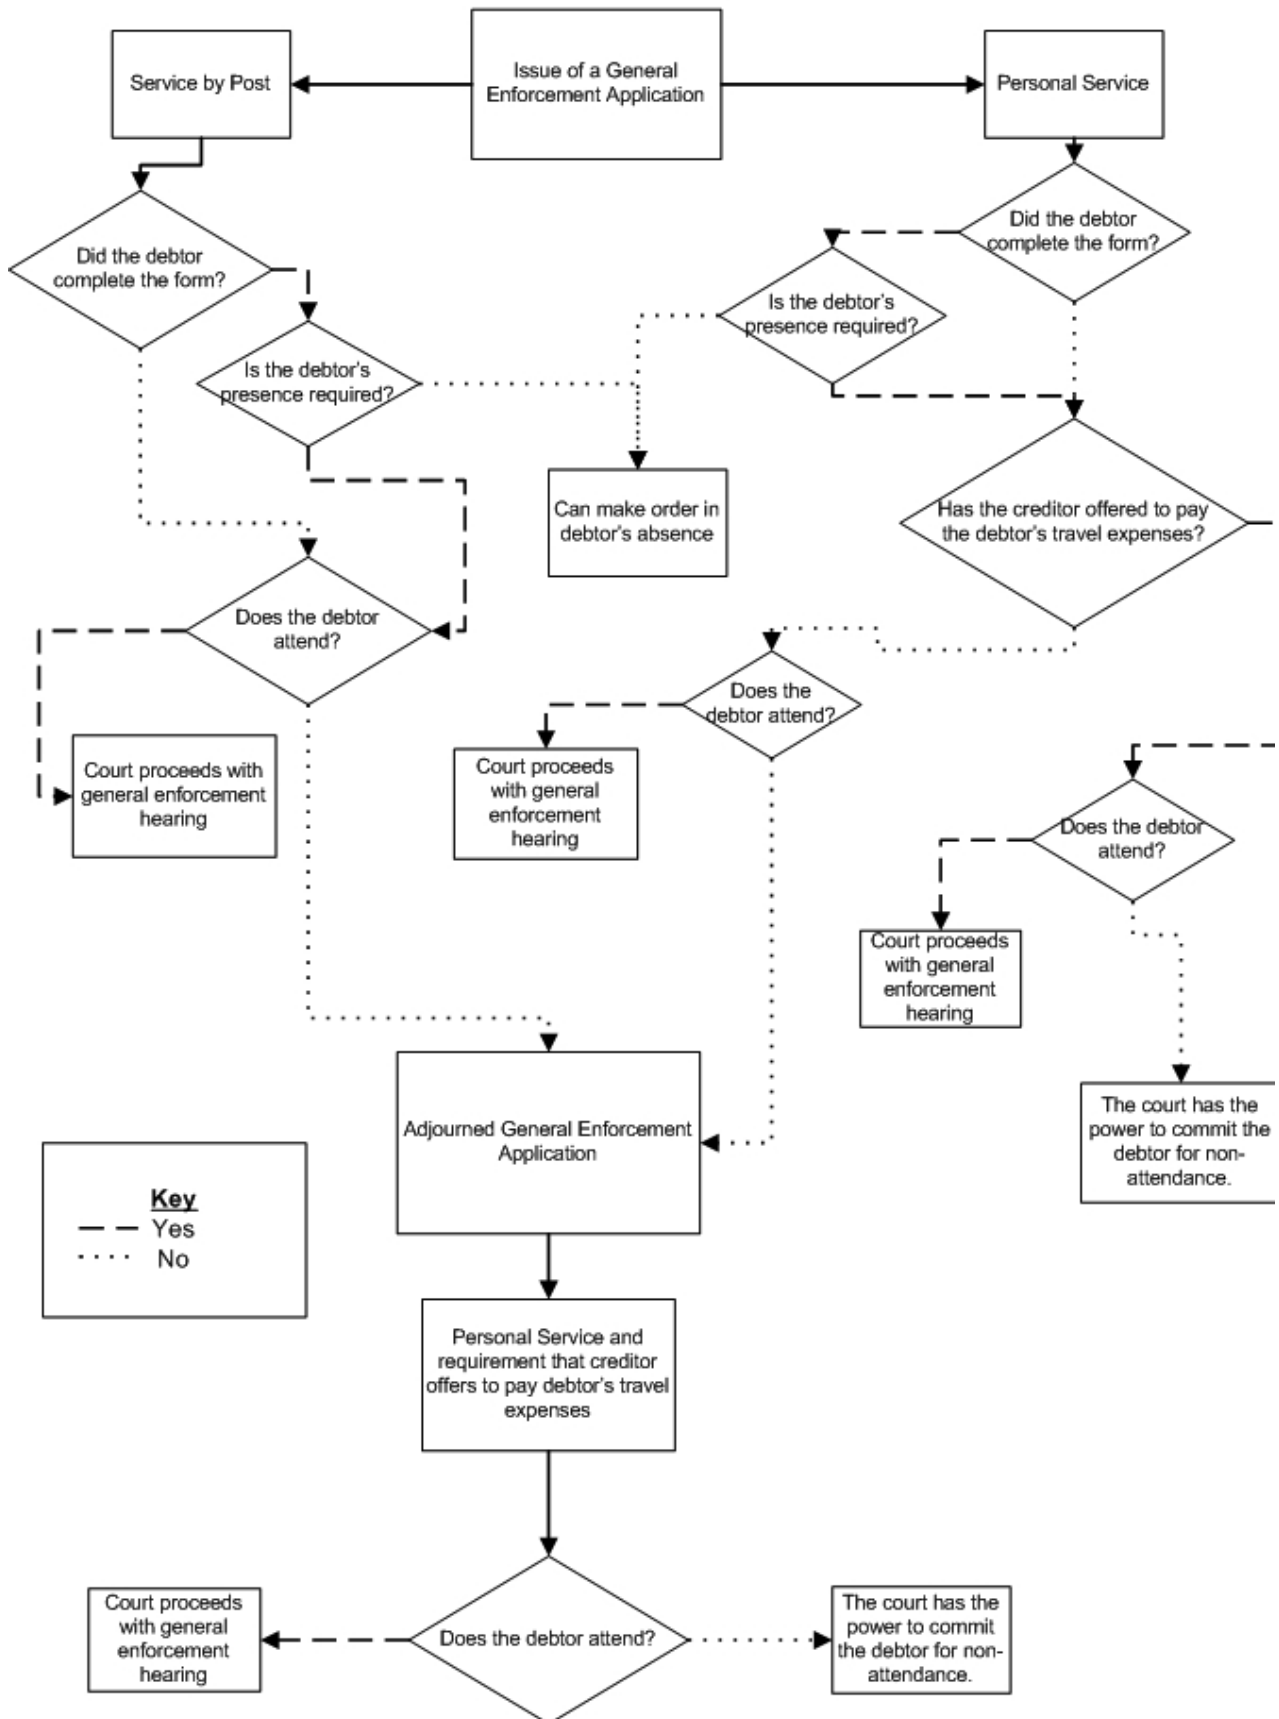 Service by Post
Issue of a General
Enforcement Application
Personal Service
Did the debtor
complete the form?
Did the debtor
complete the form?
Is the debtor's
presence required?
Is the debtor's
presence required?
Can make order in
debtor's absence
Has the creditor offered to pay
the debtor's travel expenses?
Does the debtor
attend?
Does the
debtor attend?
Court proceeds with
general enforcement
hearing
Court proceeds
with general
enforcement
hearing
Does the debtor
attend?
Court proceeds
with general
enforcement
hearing
Adjourned General Enforcement
Application
The court has the
power to commit the
debtor for non-
attendance.
Key
Yes
No
Personal Service and
requirement that creditor
offers to pay debtor's travel
expenses
Court proceeds
with general
enforcement
hearing
Does the debtor attend?
The court has the
power to commit
the debtor for non-
attendance.